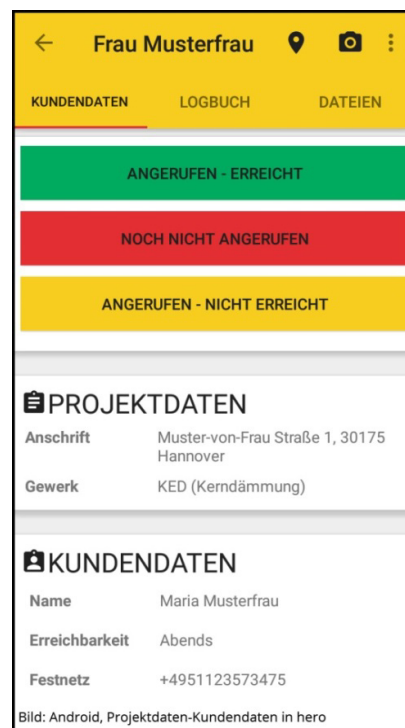 Frau Musterfrau
KUNDENDATEN LOGBUCH DATEIEN
ANGERUFEN - ERREICHT
NOCH NICHT ANGERUFEN
ANGERUFEN - NICHT ERREICHT
PROJEKTDATEN
Anschrift Muster-von-Frau Straße 1, 30175
Hannover
Gewerk KED (Kerndämmung)
KUNDENDATEN
Name Maria Musterfrau
Erreichbarkeit Abends
Festnetz +4951123573475
Bild: Android, Projektdaten-Kundendaten in hero